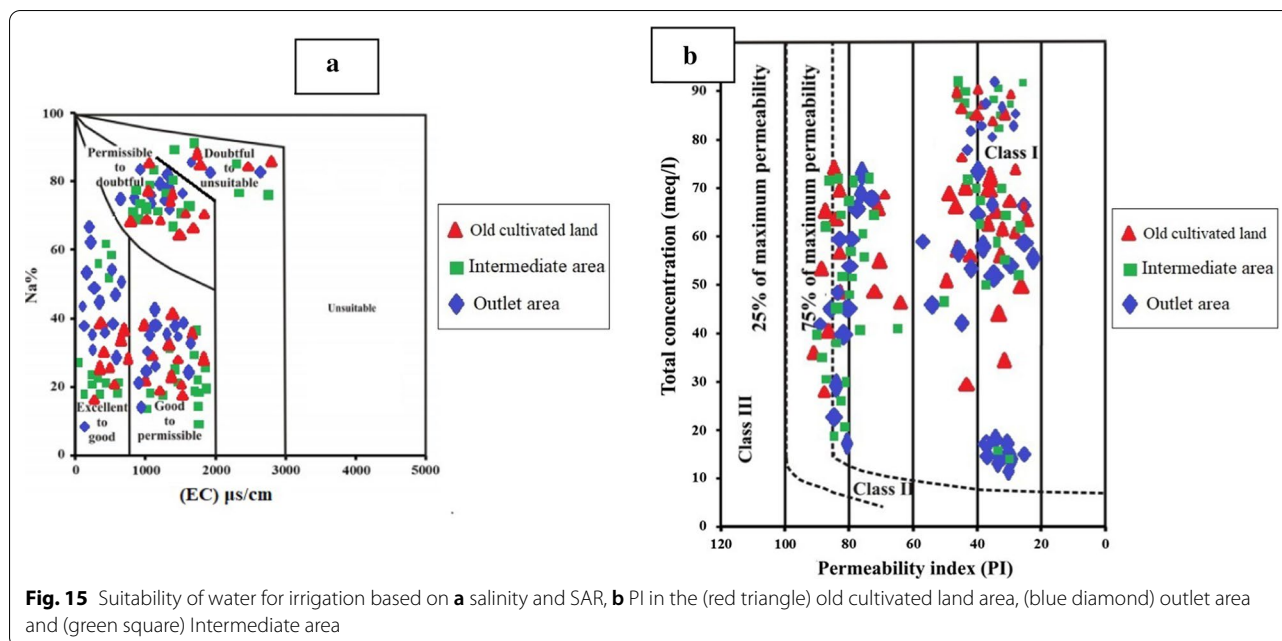 a
Na%
100
80
60
40
20
0
Permissible
to
doubtful
Doubtful
to
unsuitable
Unsuitable
Excellent
to
good
Good
to
permissible
0 1000 2000 3000 4000 5000
(EC) µs/cm
Old cultivated land
Intermediate area
Outlet area
b
Total concentration (meq/l)
90
80
70
60
50
40
30
20
10
0
25% of maximum permeability
75% of maximum permeability
Class I
Class III
Class II
120 100 80 60 40 20 0
Permeability index (PI)
Old cultivated land
Intermediate area
Outlet area
Fig. 15 Suitability of water for irrigation based on a salinity and SAR, b PI in the (red triangle) old cultivated land area, (blue diamond) outlet area
and (green square) Intermediate area